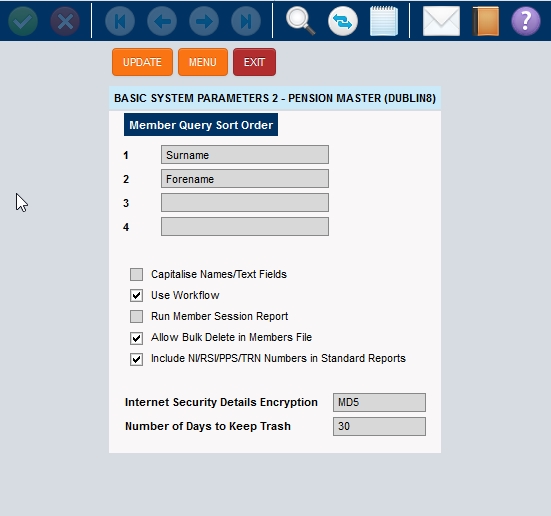 ?
UPDATE MENU EXIT
BASIC SYSTEM PARAMETERS 2 - PENSION MASTER (DUBLIN8)
Member Query Sort Order
1 Surname
2 Forename
3
4
Capitalise Names/Text Fields
Use Workflow
Run Member Session Report
Allow Bulk Delete in Members File
Include NI/RSI/PPS/TRN Numbers in Standard Reports
Internet Security Details Encryption MD5
Number of Days to Keep Trash 30